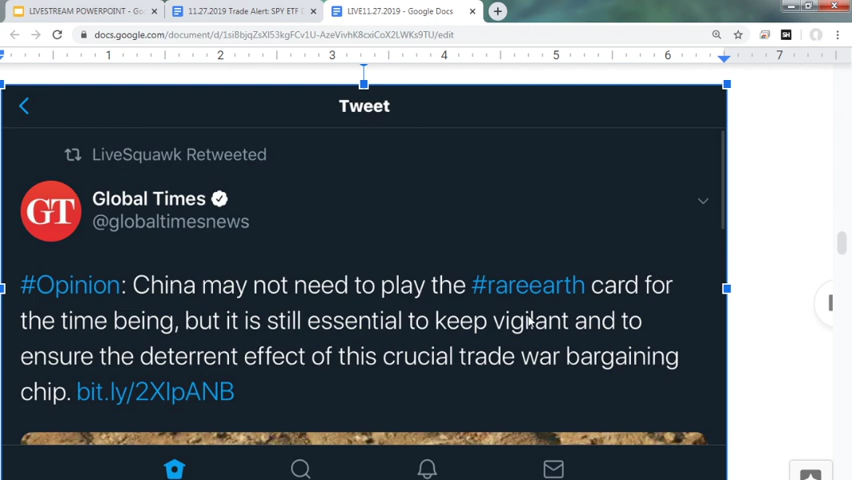 LIVESTREAM POWERPOINT - Go
11.27.2019 Trade Alert: SPY ETF
LIVE11.27.2019 - Google Docs
docs.google.com/document/d/1siBbjqZsXl53kgFCv1U-AzeVivhK8cxiCoX2LWKs9TU/edit
1 2 3 4 5 6 7
Tweet
LiveSquawk Retweeted
GT
Global Times
@globaltimesnews
#Opinion: China may not need to play the #rareearth card for
the time being, but it is still essential to keep vigilant and to
ensure the deterrent effect of this crucial trade war bargaining
chip. bit.ly/2XIpANB